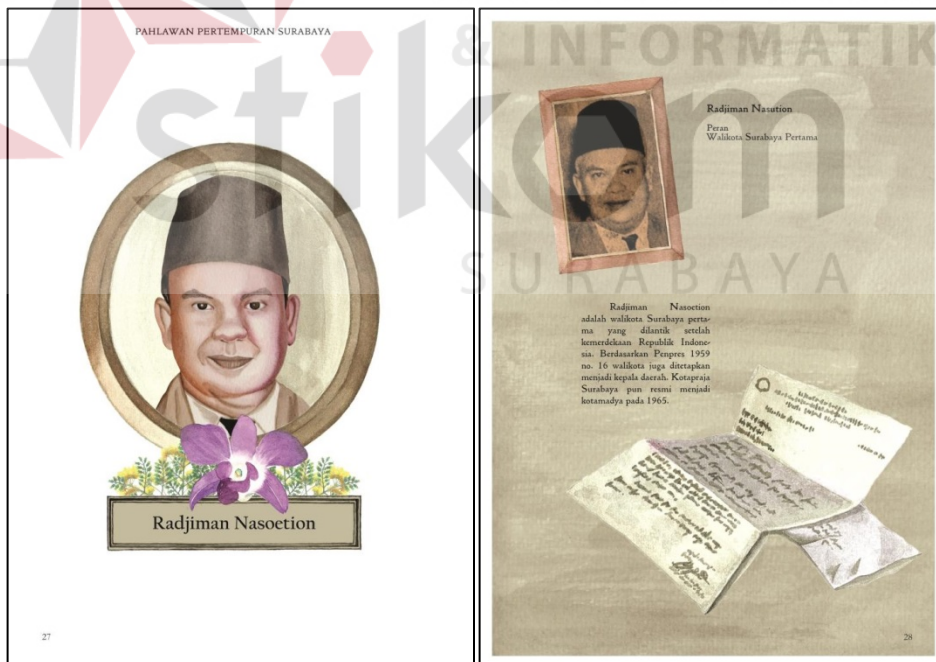 PAHLAWAN PERTEMPURAN SURABAYA
Radjiman Nasoetion
27
& INFORMATIK
stikom
SURABAYA
Radjiman Nasution
Peran
Walikota Surabaya Pertama
Radjiman Nasoetion
adalah walikota Surabaya perta-
ma yang dilantik setelah
kemerdekaan Republik Indone-
sia. Berdasarkan Penpres 1959
no. 16 walikota juga ditetapkan
menjadi kepala daerah. Kotapraja
Surabaya pun resmi menjadi
kotamadya pada 1965.
28